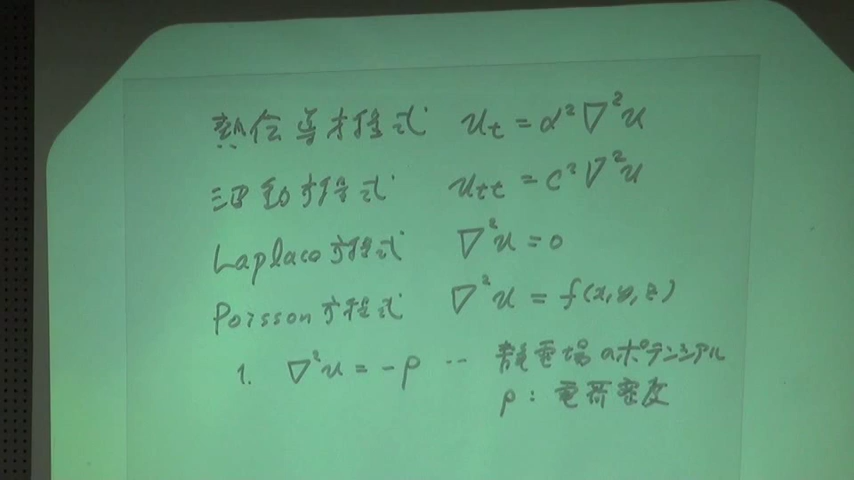 熱伝導方程式 u_t = α²∇²u
波動方程式 u_tt = c²∇²u
Laplace方程式 ∇²u = 0
Poisson方程式 ∇²u = f(x, y, z)
1. ∇²u = -ρ … 静電場のポテンシアル
ρ : 電荷密度